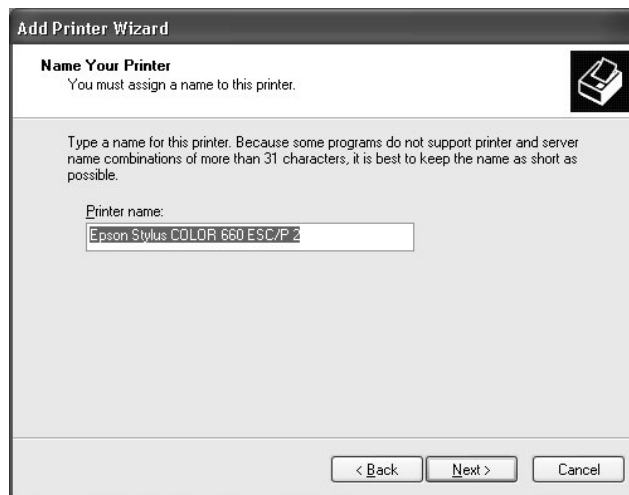 Add Printer Wizard
Name Your Printer
You must assign a name to this printer.
Type a name for this printer. Because some programs do not support printer and server
name combinations of more than 31 characters, it is best to keep the name as short as
possible.
Printer name:
Epson Stylus COLOR 660 ESC/P 2
< Back Next > Cancel